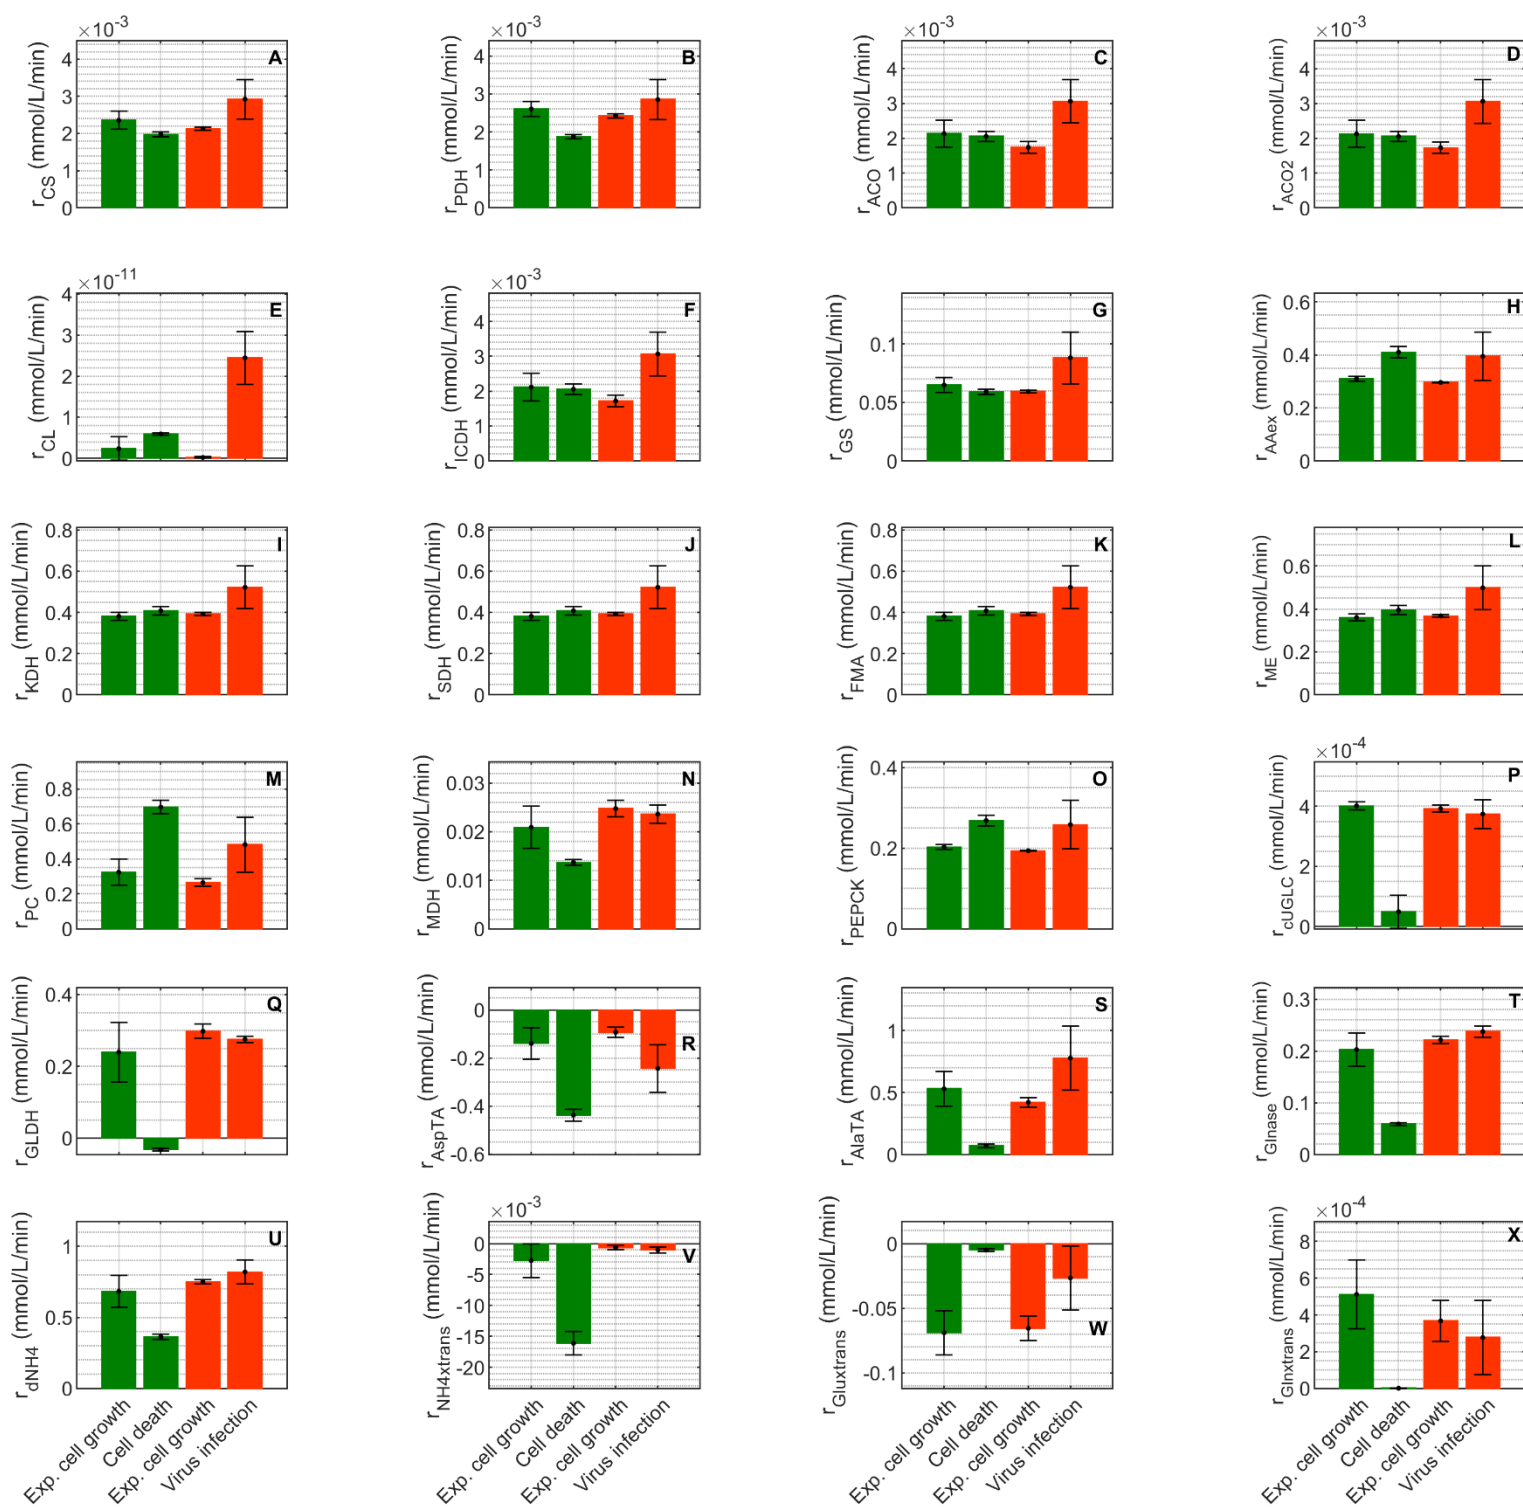 ×10⁻³
A
r_CS (mmol/L/min)
4
3
2
1
0
×10⁻³
B
r_PDH (mmol/L/min)
4
2
0
×10⁻³
C
r_ACO (mmol/L/min)
4
3
2
1
0
×10⁻³
D
r_ACO2 (mmol/L/min)
4
3
2
1
0
×10⁻¹¹
E
r_CL (mmol/L/min)
4
3
2
1
0
×10⁻³
F
r_ICDH (mmol/L/min)
4
3
2
1
0
G
r_GS (mmol/L/min)
0.1
0.05
0
H
r_AAex (mmol/L/min)
0.6
0.4
0.2
0
I
r_KDH (mmol/L/min)
0.8
0.6
0.4
0.2
0
J
r_SDH (mmol/L/min)
0.8
0.6
0.4
0.2
0
K
r_FMA (mmol/L/min)
0.8
0.6
0.4
0.2
0
L
r_ME (mmol/L/min)
0.6
0.4
0.2
0
M
r_PC (mmol/L/min)
0.8
0.6
0.4
0.2
0
N
r_MDH (mmol/L/min)
0.03
0.02
0.01
0
O
r_PEPCK (mmol/L/min)
0.4
0.2
0
×10⁻⁴
P
r_cUGLC (mmol/L/min)
4
2
0
Q
r_GLDH (mmol/L/min)
0.4
0.2
0
R
r_AspTA (mmol/L/min)
0
-0.2
-0.4
-0.6
S
r_AlaTA (mmol/L/min)
1
0.5
0
T
r_Glnase (mmol/L/min)
0.3
0.2
0.1
0
U
r_dNH4 (mmol/L/min)
1
0.5
0
Exp. cell growth
Cell death
Exp. cell growth
Virus infection
×10⁻³
V
r_NH4xtrans (mmol/L/min)
0
-5
-10
-15
-20
Exp. cell growth
Cell death
Exp. cell growth
Virus infection
W
r_Gluxtrans (mmol/L/min)
0
-0.05
-0.1
Exp. cell growth
Cell death
Exp. cell growth
Virus infection
×10⁻⁴
X
r_Glnxtrans (mmol/L/min)
8
6
4
2
0
Exp. cell growth
Cell death
Exp. cell growth
Virus infection